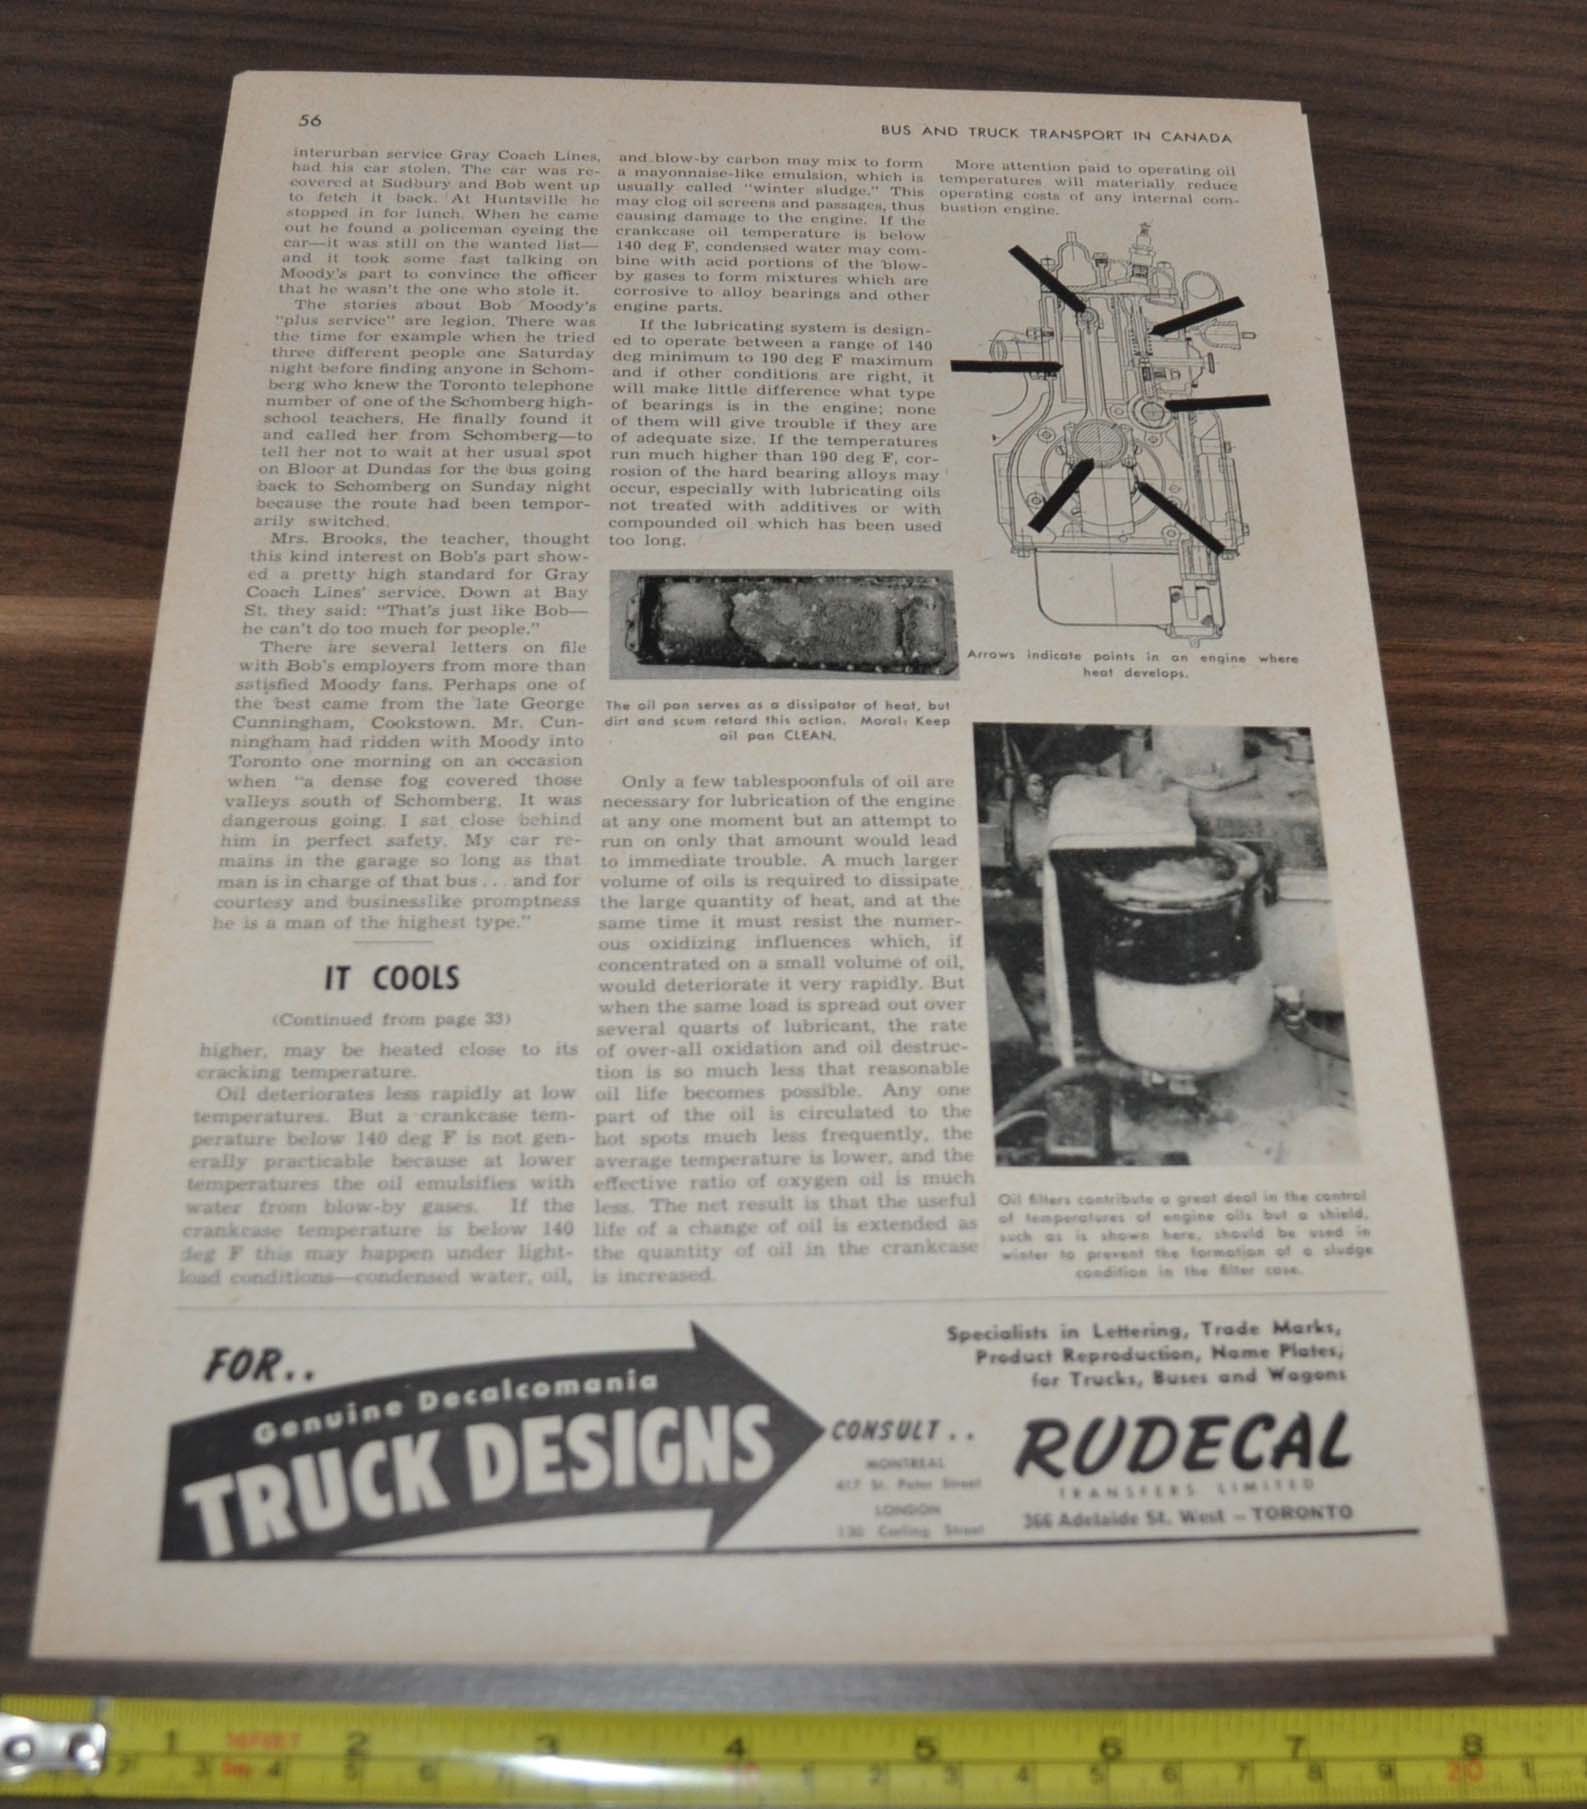 56
BUS AND TRUCK TRANSPORT IN CANADA
interurban service Gray Coach Lines,
had his car stolen. The car was re-
covered at Sudbury and Bob went up
to fetch it back. At Huntsville he
stopped in for lunch. When he came
out he found a policeman eyeing the
car—it was still on the wanted list—
and it took some fast talking on
Moody's part to convince the officer
that he wasn't the one who stole it.
The stories about Bob Moody's
"plus service" are legion. There was
the time for example when he tried
three different people one Saturday
night before finding anyone in Schom-
berg who knew the Toronto telephone
number of one of the Schomberg high-
school teachers. He finally found it
and called her from Schomberg—to
tell her not to wait at her usual spot
on Bloor at Dundas for the bus going
back to Schomberg on Sunday night
because the route had been tempor-
arily switched.
Mrs. Brooks, the teacher, thought
this kind interest on Bob's part show-
ed a pretty high standard for Gray
Coach Lines' service. Down at Bay
St. they said: "That's just like Bob—
he can't do too much for people."
There are several letters on file
with Bob's employers from more than
satisfied Moody fans. Perhaps one of
the best came from the late George
Cunningham, Cookstown. Mr. Cun-
ningham had ridden with Moody into
Toronto one morning on an occasion
when "a dense fog covered those
valleys south of Schomberg. It was
dangerous going. I sat close behind
him in perfect safety. My car re-
mains in the garage so long as that
man is in charge of that bus . . . and for
courtesy and businesslike promptness
he is a man of the highest type."
IT COOLS
(Continued from page 33)
higher, may be heated close to its
cracking temperature.
Oil deteriorates less rapidly at low
temperatures. But a crankcase tem-
perature below 140 deg F is not gen-
erally practicable because at lower
temperatures the oil emulsifies with
water from blow-by gases. If the
crankcase temperature is below 140
deg F this may happen under light-
load conditions—condensed water, oil,
and blow-by carbon may mix to form
a mayonnaise-like emulsion, which is
usually called "winter sludge." This
may clog oil screens and passages, thus
causing damage to the engine. If the
crankcase oil temperature is below
140 deg F, condensed water may com-
bine with acid portions of the blow-
by gases to form mixtures which are
corrosive to alloy bearings and other
engine parts.
If the lubricating system is design-
ed to operate between a range of 140
deg minimum to 190 deg F maximum
and if other conditions are right, it
will make little difference what type
of bearings is in the engine; none
of them will give trouble if they are
of adequate size. If the temperatures
run much higher than 190 deg F, cor-
rosion of the hard bearing alloys may
occur, especially with lubricating oils
not treated with additives or with
compounded oil which has been used
too long.
The oil pan serves as a dissipator of heat, but
dirt and scum retard this action. Moral: Keep
oil pan CLEAN.
Only a few tablespoonfuls of oil are
necessary for lubrication of the engine
at any one moment but an attempt to
run on only that amount would lead
to immediate trouble. A much larger
volume of oils is required to dissipate
the large quantity of heat, and at the
same time it must resist the numer-
ous oxidizing influences which, if
concentrated on a small volume of oil,
would deteriorate it very rapidly. But
when the same load is spread out over
several quarts of lubricant, the rate
of over-all oxidation and oil destruc-
tion is so much less that reasonable
oil life becomes possible. Any one
part of the oil is circulated to the
hot spots much less frequently, the
average temperature is lower, and the
effective ratio of oxygen oil is much
less. The net result is that the useful
life of a change of oil is extended as
the quantity of oil in the crankcase
is increased.
More attention paid to operating oil
temperatures will materially reduce
operating costs of any internal com-
bustion engine.
Arrows indicate points in an engine where
heat develops.
Oil filters contribute a great deal in the control
of temperatures of engine oils but a shield,
such as is shown here, should be used in
winter to prevent the formation of a sludge
condition in the filter case.
FOR..
Genuine Decalcomania
TRUCK DESIGNS
CONSULT . .
MONTREAL
417 St. Peter Street
LONDON
Carling Street
Specialists in Lettering, Trade Marks,
Product Reproduction, Name Plates,
for Trucks, Buses and Wagons
RUDECAL
TRANSFERS LIMITED
366 Adelaide St. West – TORONTO
1 16FEET 2 3 4 5 6 7 8
2 3 5m 4 5 6 7 8 9 10 1 2 3 4 5 6 7 8 9 20 1